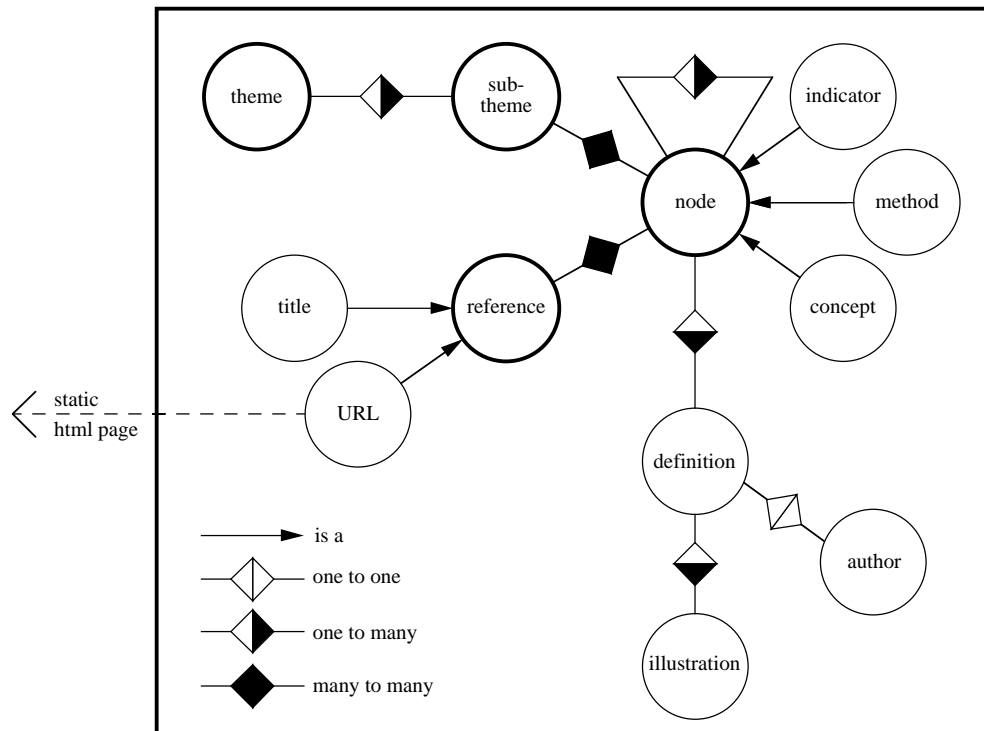 theme
sub-
theme
indicator
node
method
title
reference
concept
static
html page
URL
definition
is a
one to one
author
one to many
illustration
many to many